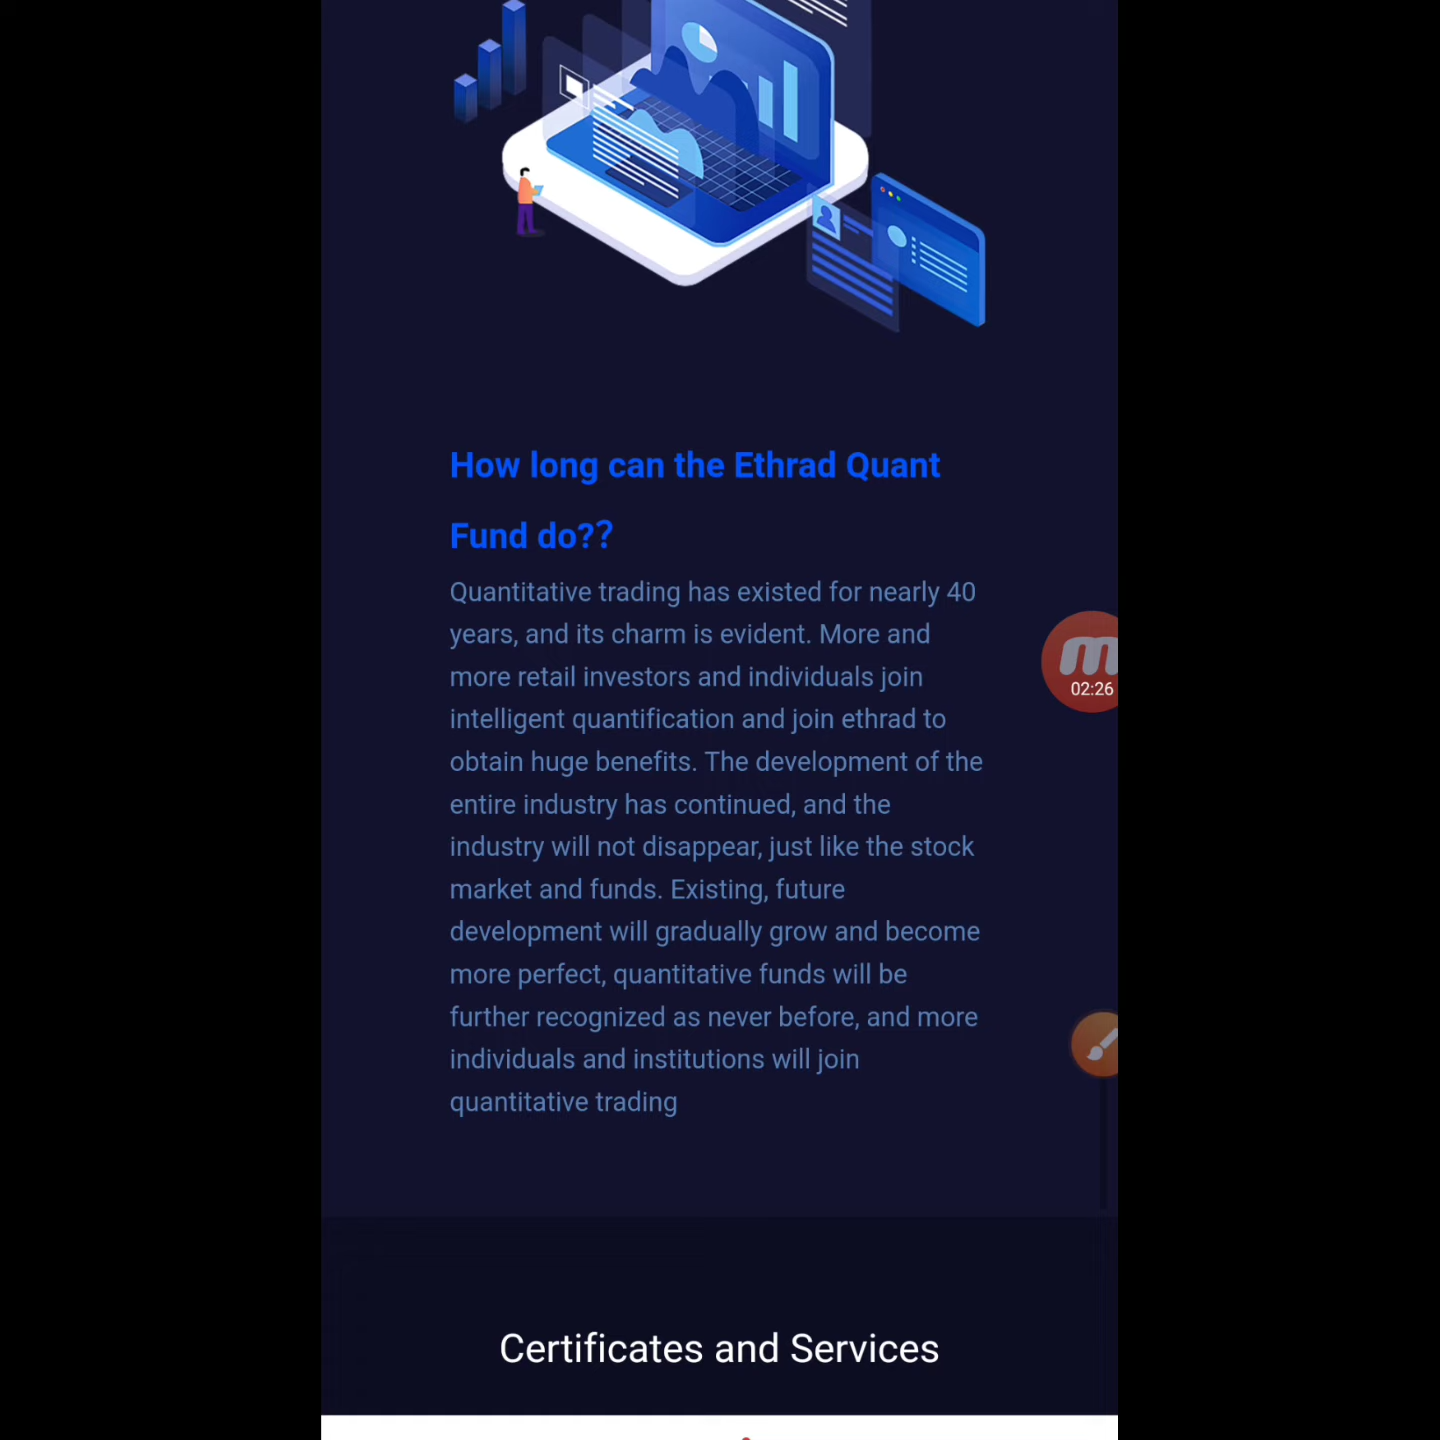 How long can the Ethrad Quant
Fund do??
Quantitative trading has existed for nearly 40
years, and its charm is evident. More and
more retail investors and individuals join
intelligent quantification and join ethrad to
obtain huge benefits. The development of the
entire industry has continued, and the
industry will not disappear, just like the stock
market and funds. Existing, future
development will gradually grow and become
more perfect, quantitative funds will be
further recognized as never before, and more
individuals and institutions will join
quantitative trading
02:26
Certificates and Services